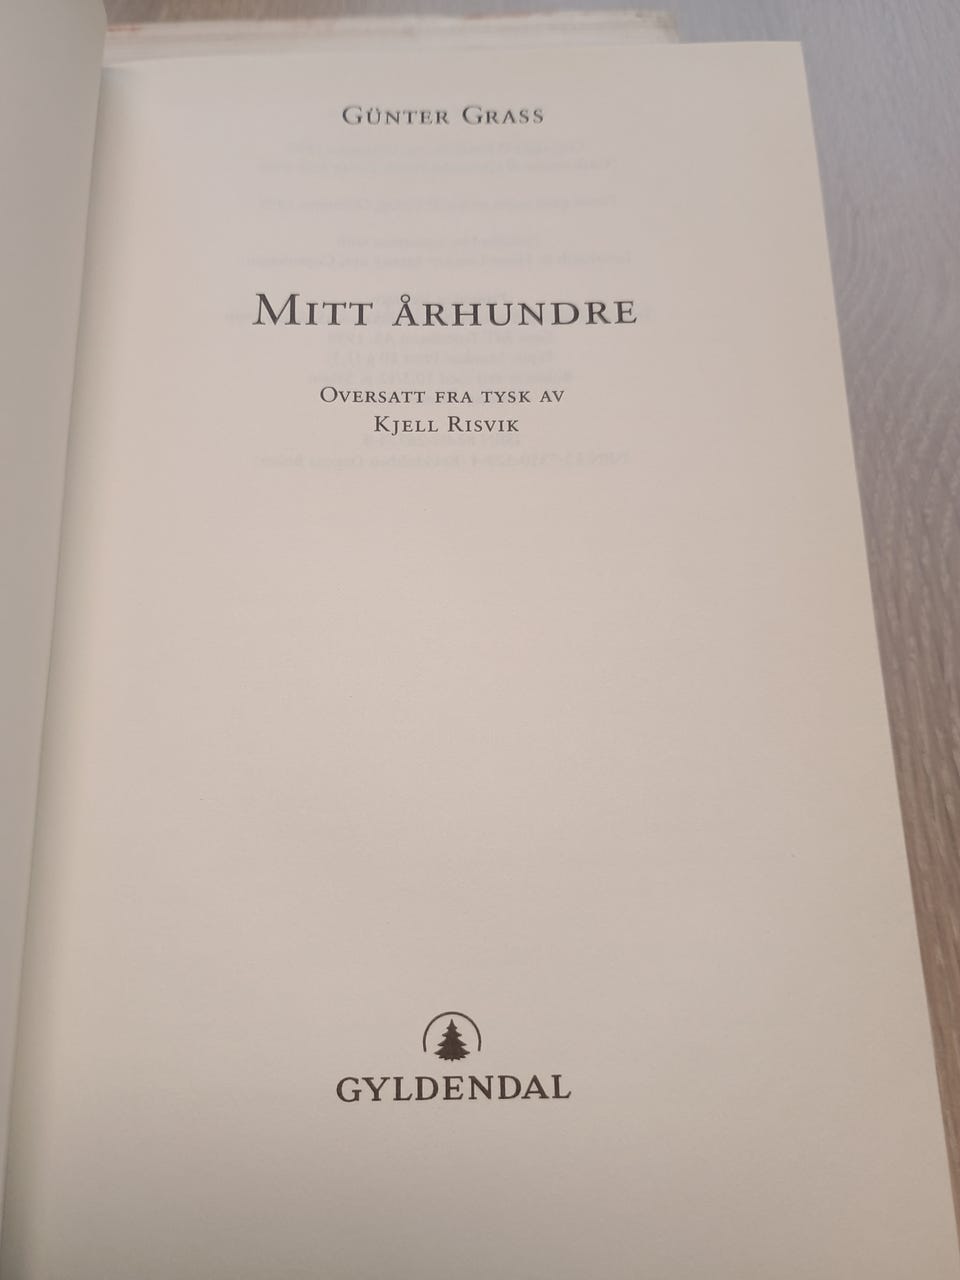 GÜNTER GRASS
MITT ÅRHUNDRE
OVERSATT FRA TYSK AV
KJELL RISVIK
GYLDENDAL